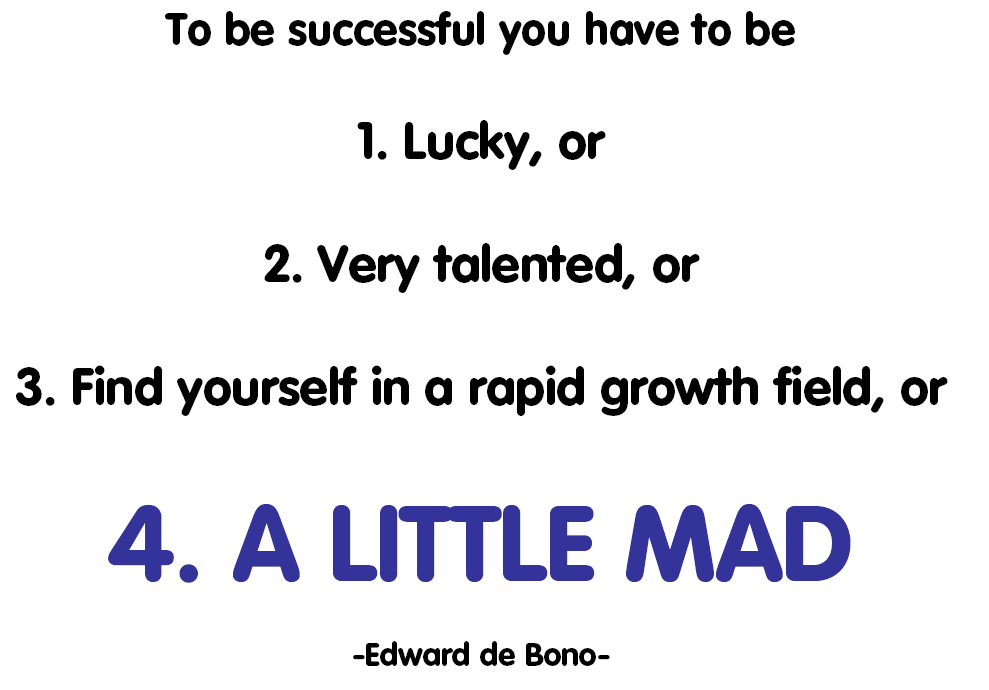 To be successful you have to be
1. Lucky, or
2. Very talented, or
3. Find yourself in a rapid growth field, or
4. A LITTLE MAD
-Edward de Bono-